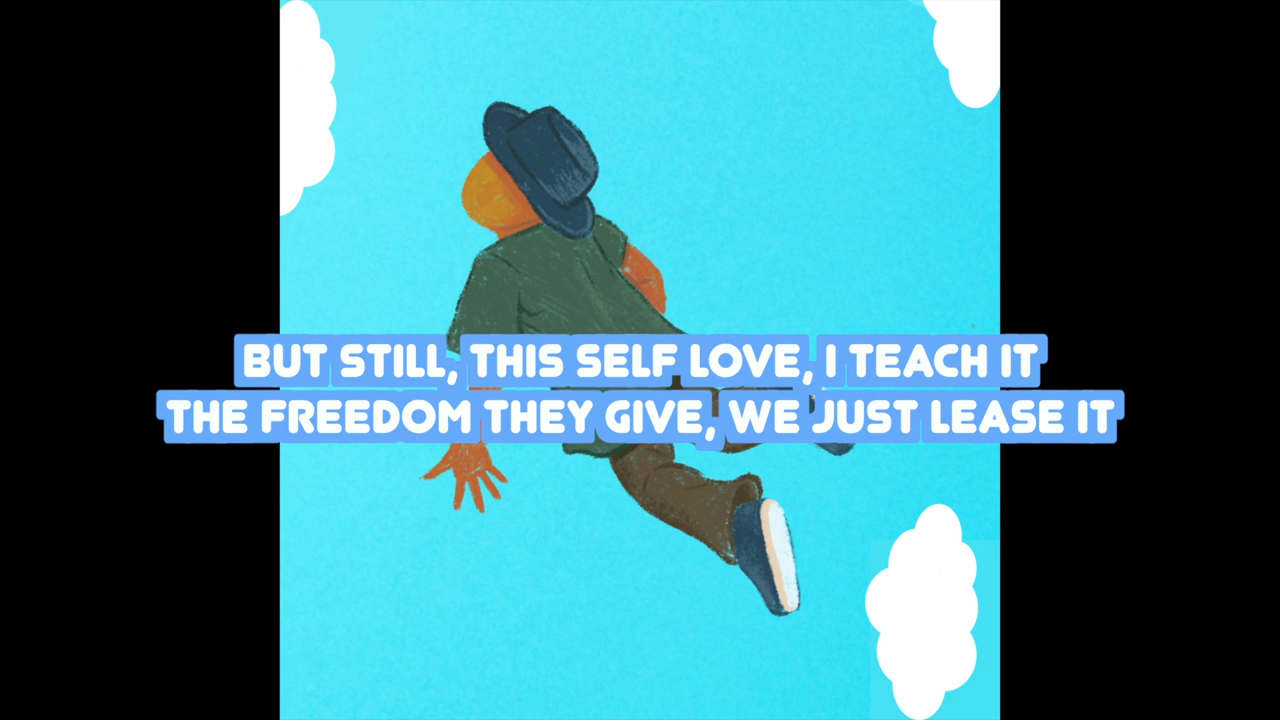 BUT STILL, THIS SELF LOVE, I TEACH IT
THE FREEDOM THEY GIVE, WE JUST LEASE IT